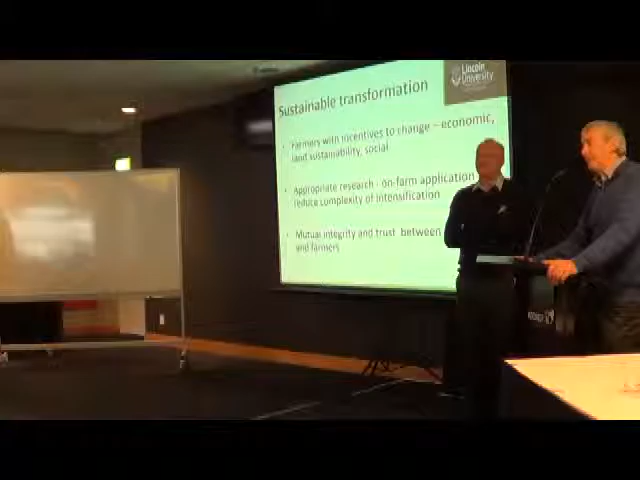 Lincoln
University
Sustainable transformation
Farmers with incentives to change – economic,
land sustainability, social
Appropriate research - on-farm application
reduce complexity of intensification
Mutual integrity and trust between
and farmers